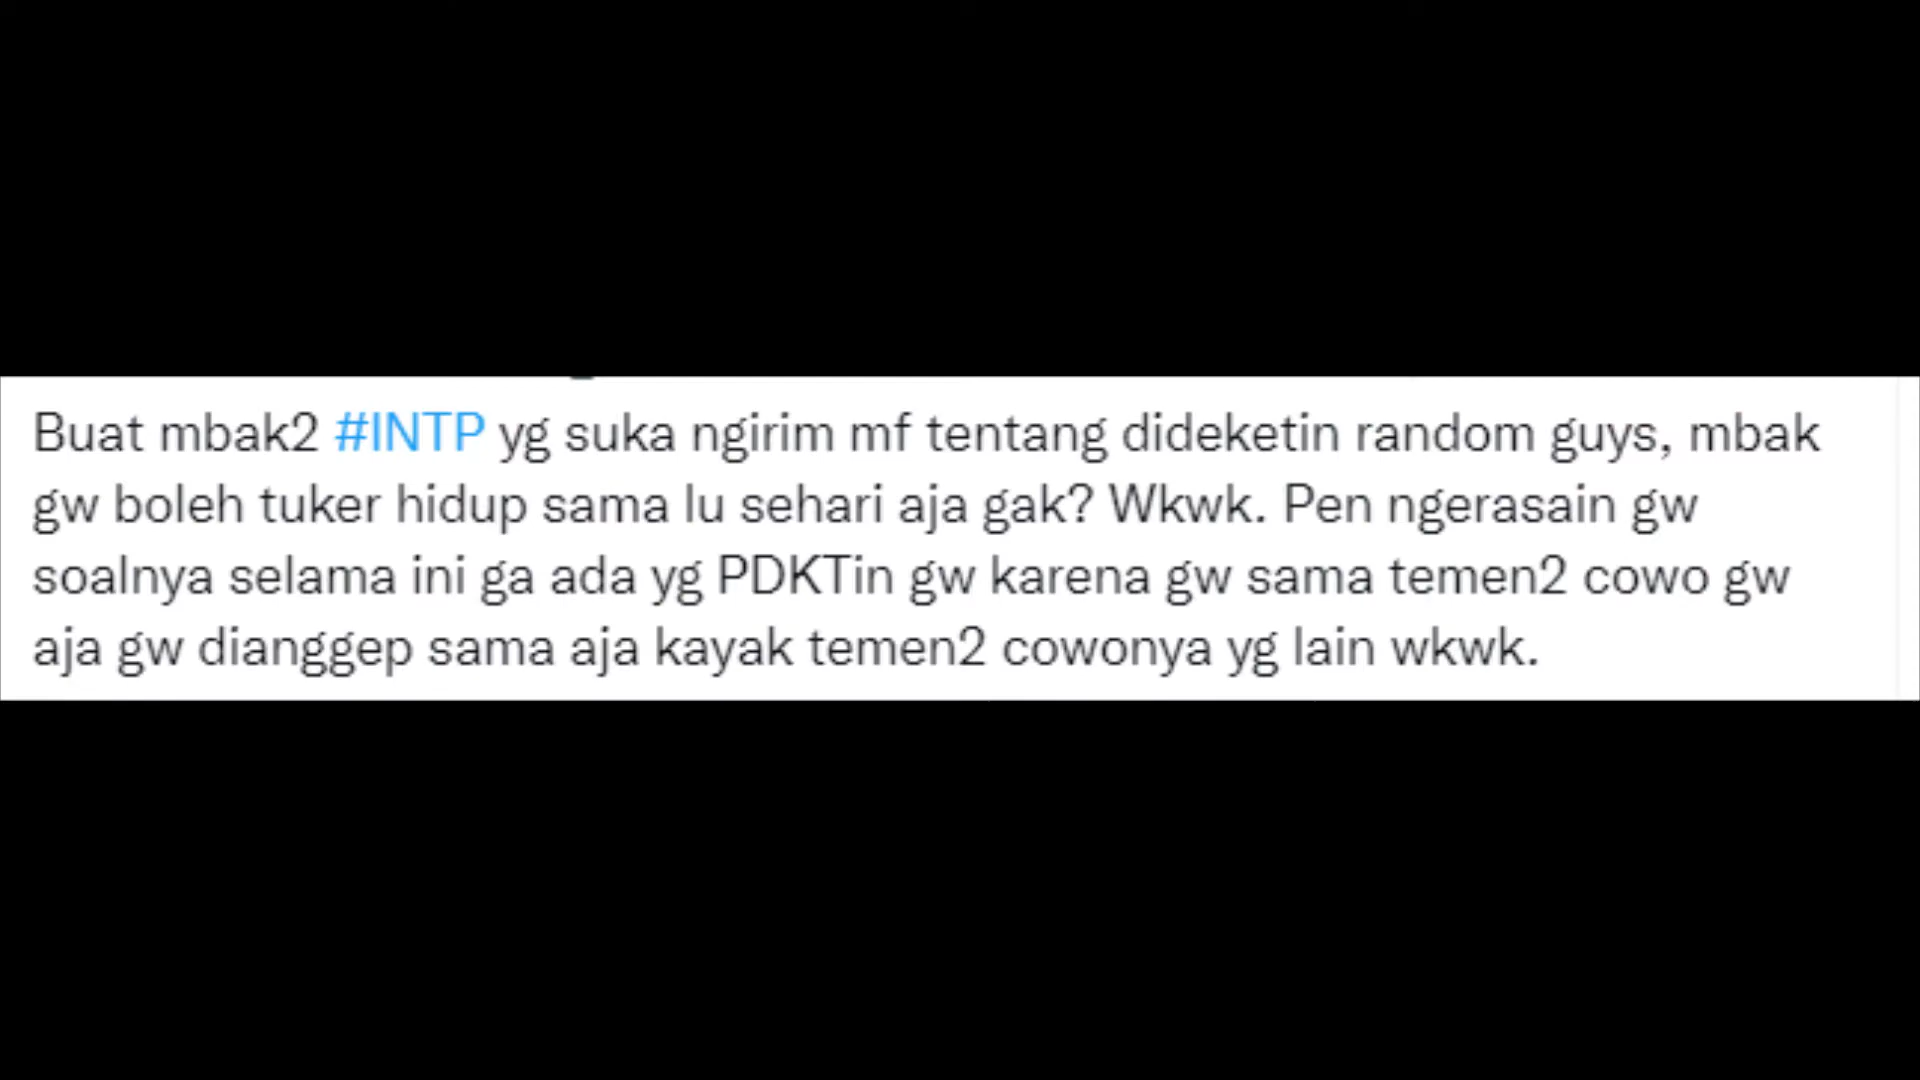 Buat mbak2 #INTP yg suka ngirim mf tentang dideketin random guys, mbak
gw boleh tuker hidup sama lu sehari aja gak? Wkwk. Pen ngerasain gw
soalnya selama ini ga ada yg PDKTin gw karena gw sama temen2 cowo gw
aja gw dianggep sama aja kayak temen2 cowonya yg lain wkwk.